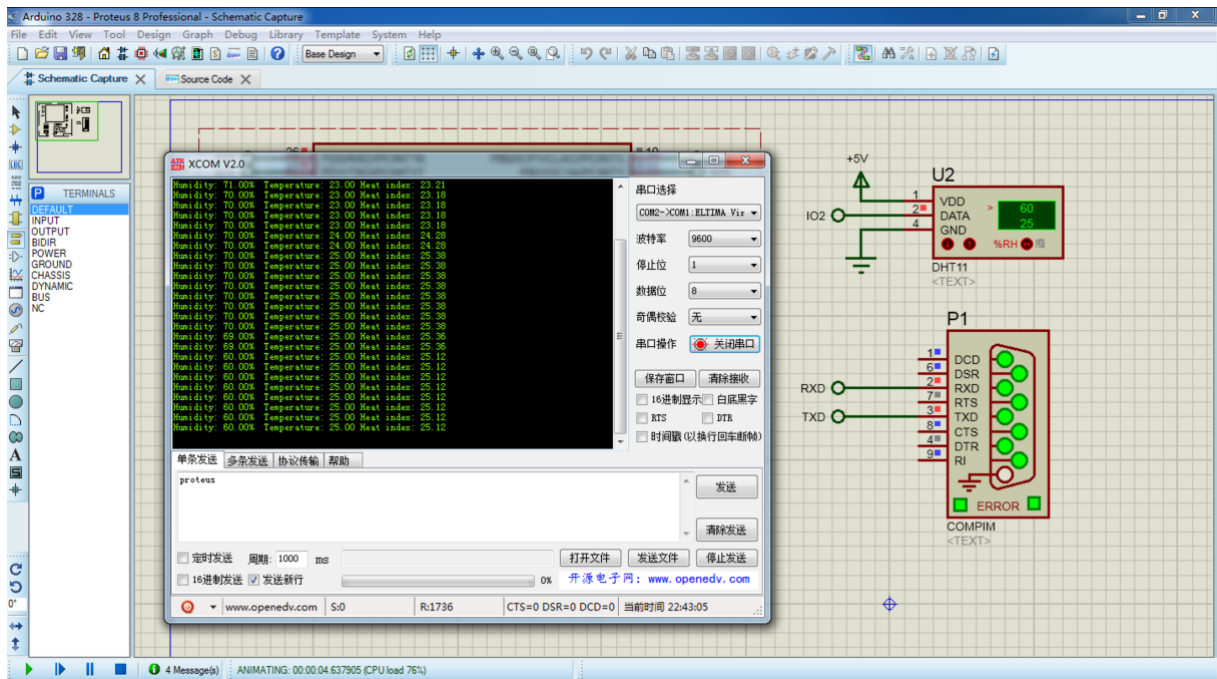 Arduino 328 - Proteus 8 Professional - Schematic Capture
File Edit View Tool Design Graph Debug Library Template System Help
Base Design
Schematic Capture
Source Code
TERMINALS
DEFAULT
INPUT
OUTPUT
BIDIR
POWER
GROUND
CHASSIS
DYNAMIC
BUS
NC
XCOM V2.0
Humidity: 71.00% Temperature: 23.00 Heat index: 23.21
Humidity: 70.00% Temperature: 23.00 Heat index: 23.18
Humidity: 70.00% Temperature: 23.00 Heat index: 23.18
Humidity: 70.00% Temperature: 23.00 Heat index: 23.18
Humidity: 70.00% Temperature: 23.00 Heat index: 23.18
Humidity: 70.00% Temperature: 24.00 Heat index: 24.28
Humidity: 70.00% Temperature: 24.00 Heat index: 24.28
Humidity: 70.00% Temperature: 25.00 Heat index: 25.38
Humidity: 70.00% Temperature: 25.00 Heat index: 25.38
Humidity: 70.00% Temperature: 25.00 Heat index: 25.38
Humidity: 70.00% Temperature: 25.00 Heat index: 25.38
Humidity: 70.00% Temperature: 25.00 Heat index: 25.38
Humidity: 70.00% Temperature: 25.00 Heat index: 25.38
Humidity: 70.00% Temperature: 25.00 Heat index: 25.38
Humidity: 70.00% Temperature: 25.00 Heat index: 25.38
Humidity: 69.00% Temperature: 25.00 Heat index: 25.36
Humidity: 69.00% Temperature: 25.00 Heat index: 25.36
Humidity: 60.00% Temperature: 25.00 Heat index: 25.12
Humidity: 60.00% Temperature: 25.00 Heat index: 25.12
Humidity: 60.00% Temperature: 25.00 Heat index: 25.12
Humidity: 60.00% Temperature: 25.00 Heat index: 25.12
Humidity: 60.00% Temperature: 25.00 Heat index: 25.12
Humidity: 60.00% Temperature: 25.00 Heat index: 25.12
Humidity: 60.00% Temperature: 25.00 Heat index: 25.12
Humidity: 60.00% Temperature: 25.00 Heat index: 25.12
串口选择
COM2->COM1:ELTIMA Vir
波特率 9600
停止位 1
数据位 8
奇偶校验 无
串口操作 关闭串口
保存窗口 清除接收
16进制显示 白底黑字
RTS DTR
时间戳(以换行回车断帧)
单条发送 多条发送 协议传输 帮助
proteus
发送
清除发送
定时发送 周期: 1000 ms 打开文件 发送文件 停止发送
16进制发送 发送新行 0% 开源电子网: www.openedv.com
www.openedv.com S:0 R:1736 CTS=0 DSR=0 DCD=0 当前时间 22:43:05
+5V
U2
IO2
1 VDD
2 DATA
4 GND
60
25
%RH
DHT11
<TEXT>
P1
RXD
TXD
1 DCD
6 DSR
2 RXD
7 RTS
3 TXD
8 CTS
4 DTR
9 RI
ERROR
COMPIM
<TEXT>
0°
4 Message(s) ANIMATING: 00:00:04.637905 (CPU load 76%)